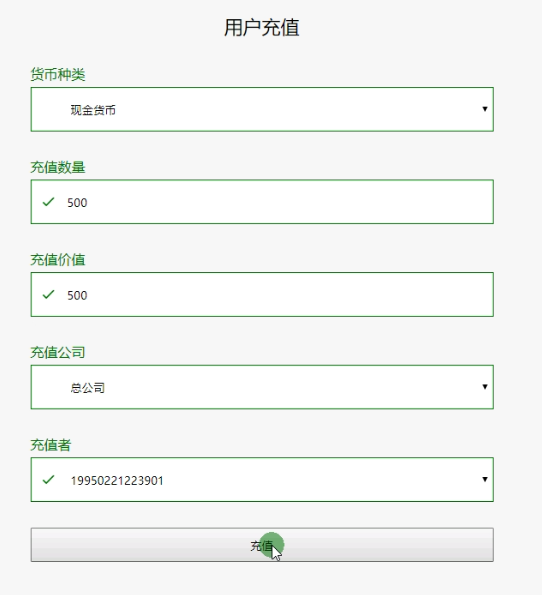 用户充值
货币种类
现金货币
充值数量
500
充值价值
500
充值公司
总公司
充值者
19950221223901
充值